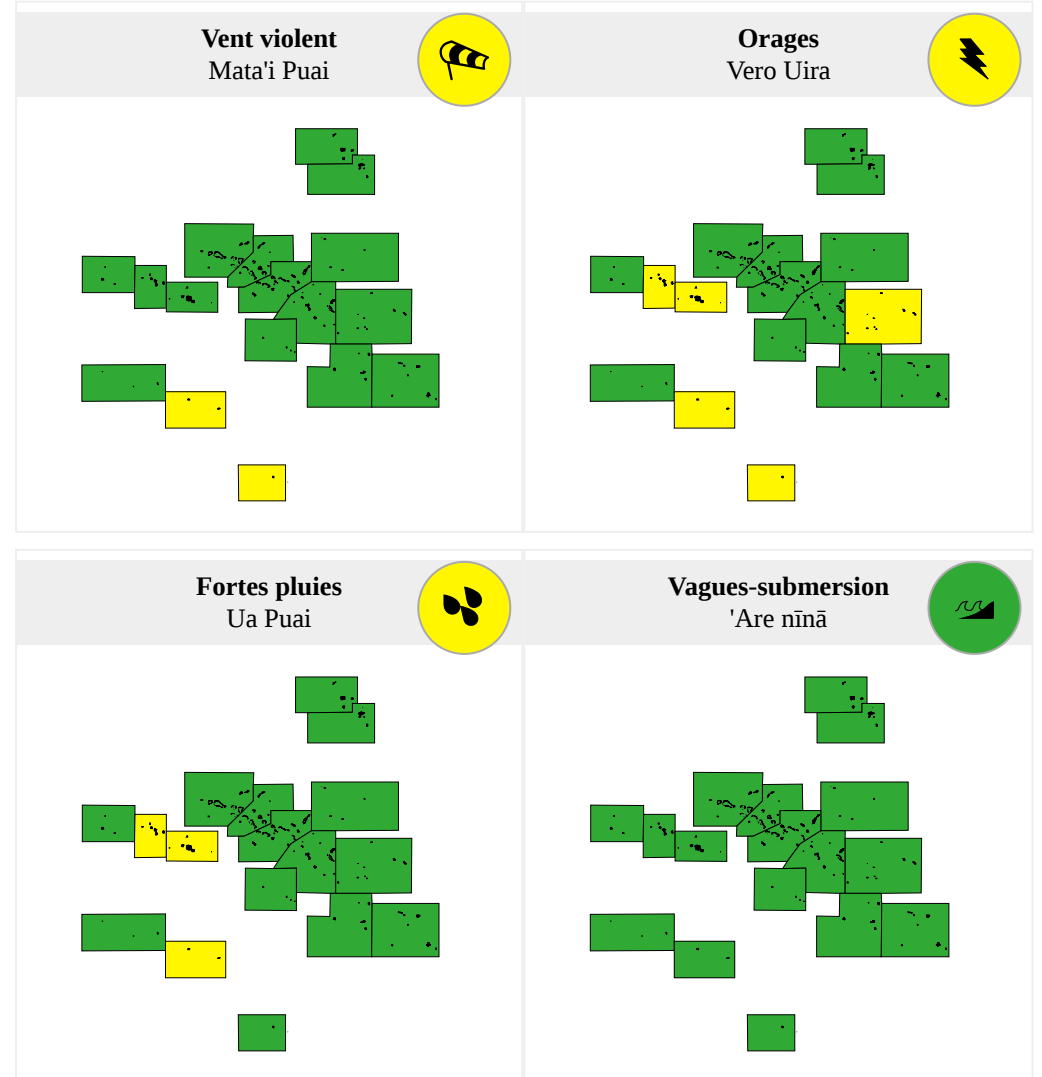 Vent violent
Mata'i Puai
Orages
Vero Uira
Fortes pluies
Ua Puai
Vagues-submersion
'Are nīnā